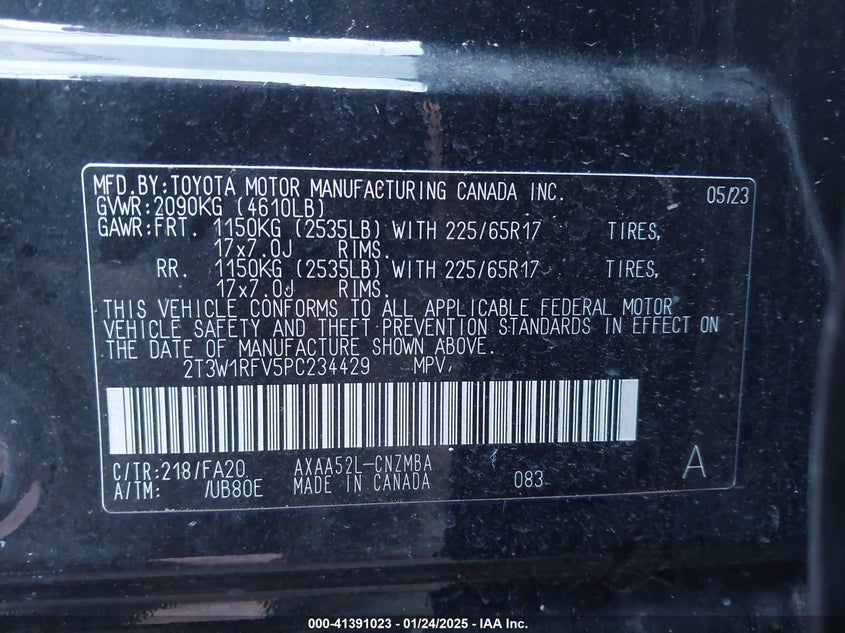 MFD.BY:TOYOTA MOTOR MANUFACTURING CANADA INC. 05/23
GVWR:2090KG (4610LB)
GAWR:FRT. 1150KG (2535LB) WITH 225/65R17 TIRES,
17x7.0J RIMS.
RR. 1150KG (2535LB) WITH 225/65R17 TIRES,
17x7.0J RIMS.
THIS VEHICLE CONFORMS TO ALL APPLICABLE FEDERAL MOTOR
VEHICLE SAFETY AND THEFT PREVENTION STANDARDS IN EFFECT ON
THE DATE OF MANUFACTURE SHOWN ABOVE.
2T3W1RFV5PC234429 MPV,
C/TR:218/FA20 AXAA52L-CNZMBA
A/TM: /UB80E MADE IN CANADA 083 A
000-41391023 — 01/24/2025 — IAA Inc.